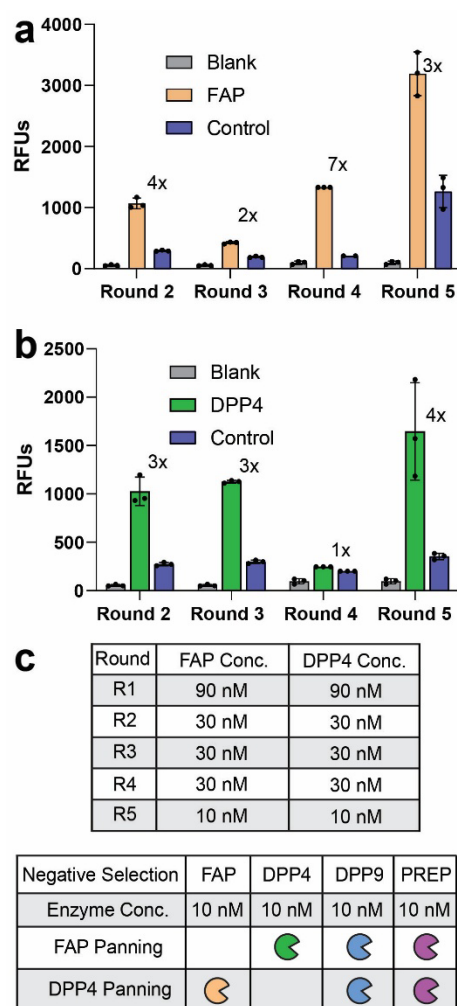 a
4000
3000
2000
1000
0
RFUs
Blank
FAP
Control
4x
2x
7x
3x
Round 2 Round 3 Round 4 Round 5
b
2500
2000
1500
1000
500
0
RFUs
Blank
DPP4
Control
3x
3x
1x
4x
Round 2 Round 3 Round 4 Round 5
c
Round FAP Conc. DPP4 Conc.
R1 90 nM 90 nM
R2 30 nM 30 nM
R3 30 nM 30 nM
R4 30 nM 30 nM
R5 10 nM 10 nM
Negative Selection FAP DPP4 DPP9 PREP
Enzyme Conc. 10 nM 10 nM 10 nM 10 nM
FAP Panning
DPP4 Panning